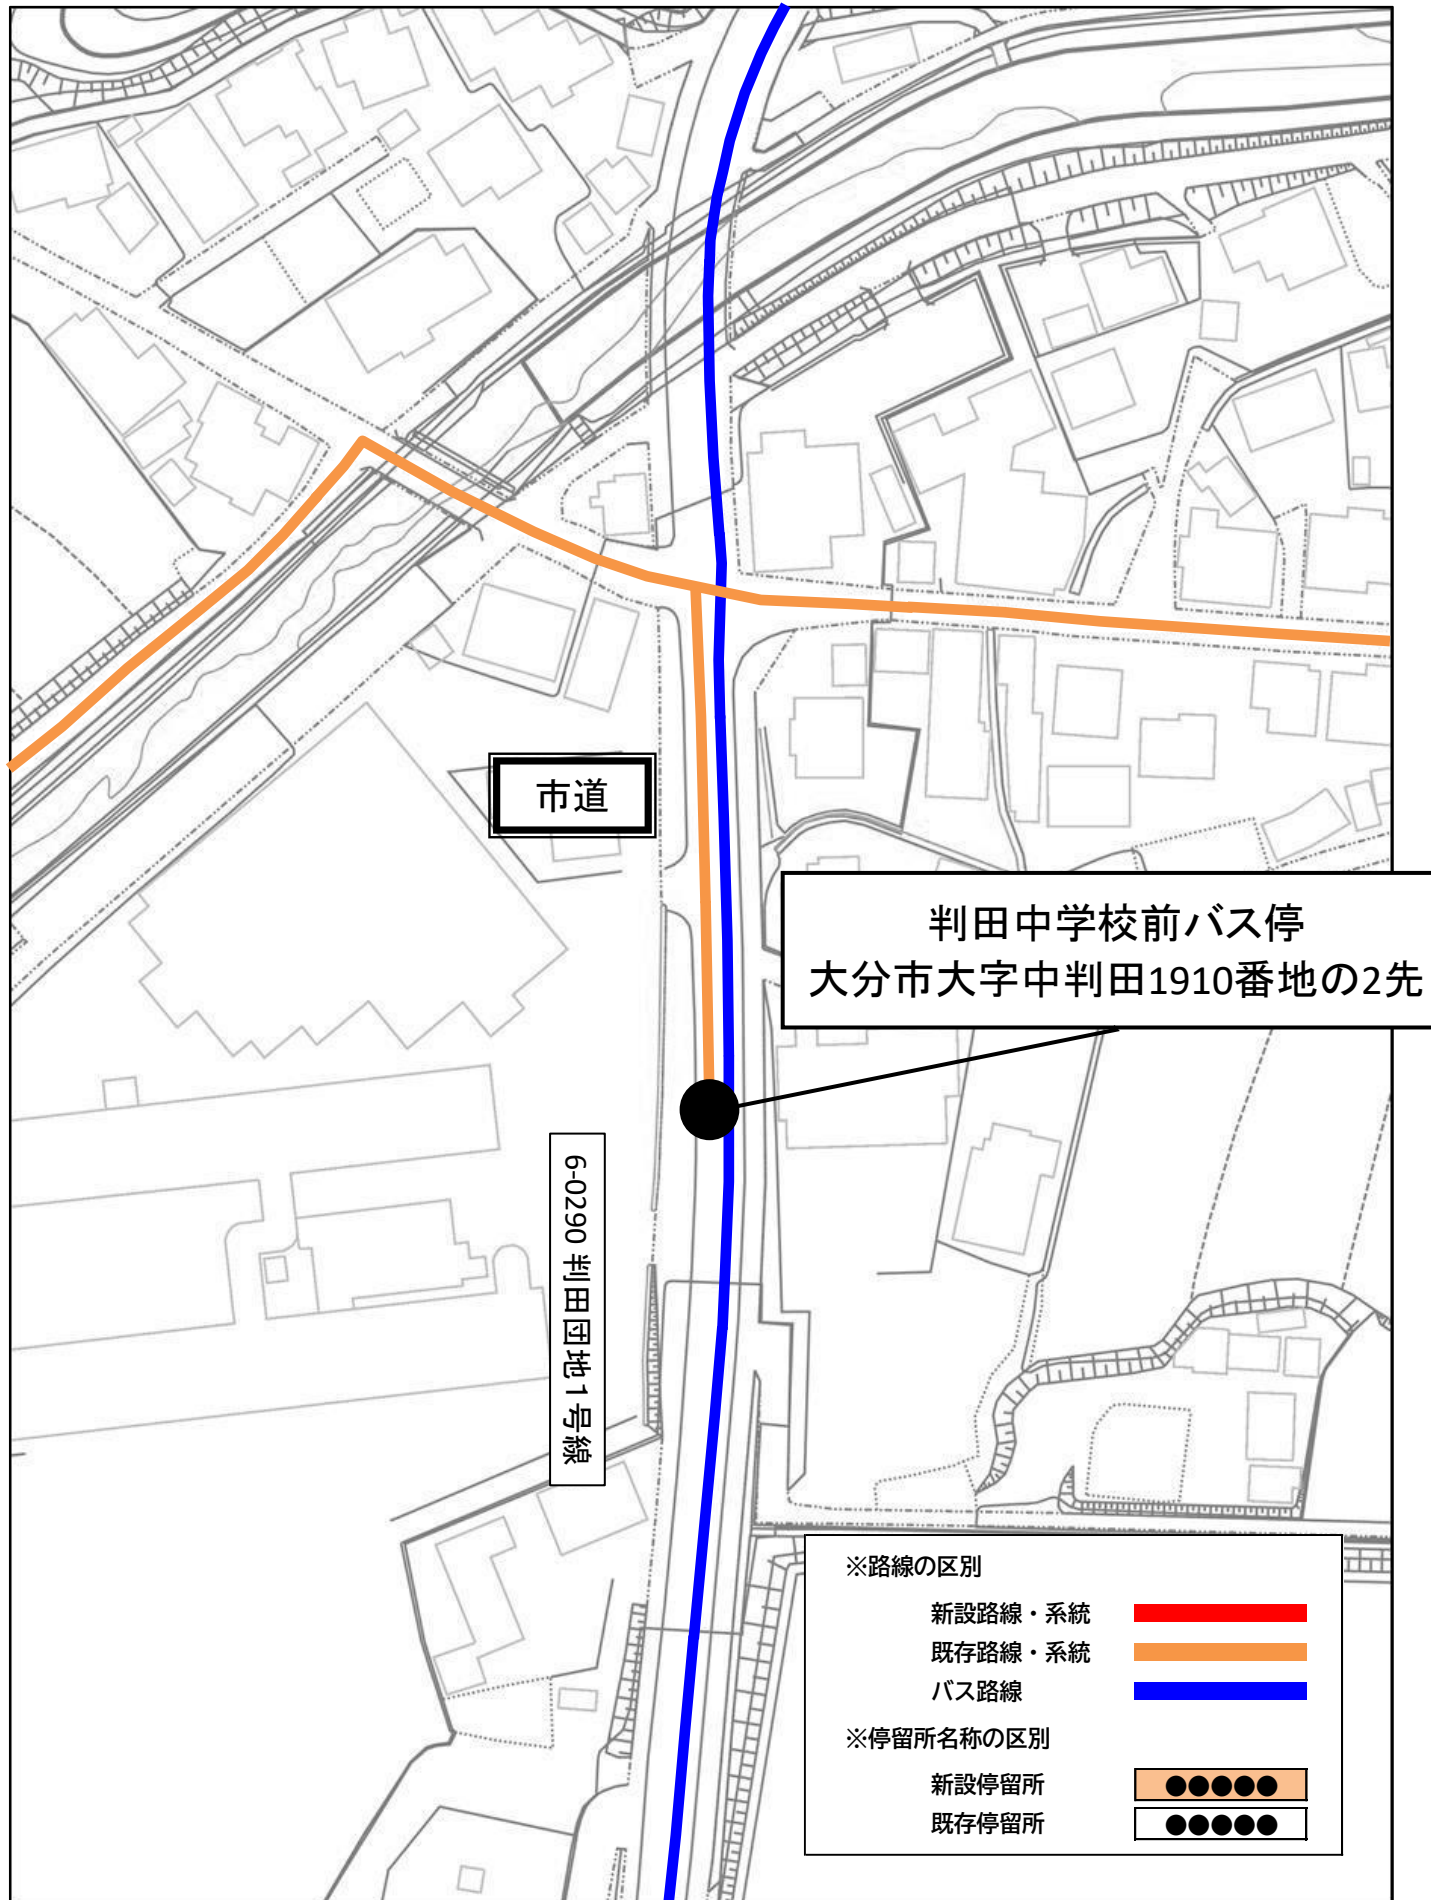 市道
判田中学校前バス停
大分市大字中判田1910番地の2先
6-0290 判田団地1号線
※路線の区別
新設路線・系統
既存路線・系統
バス路線
※停留所名称の区別
新設停留所 ●●●●●
既存停留所 ●●●●●